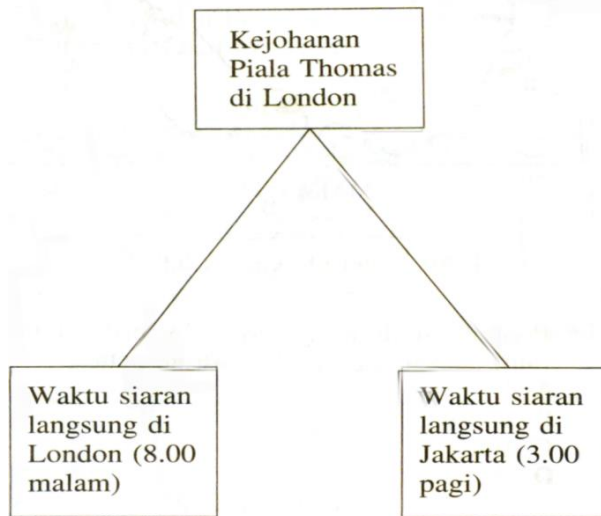 Kejohanan
Piala Thomas
di London
Waktu siaran
langsung di
London (8.00
malam)
Waktu siaran
langsung di
Jakarta (3.00
pagi)